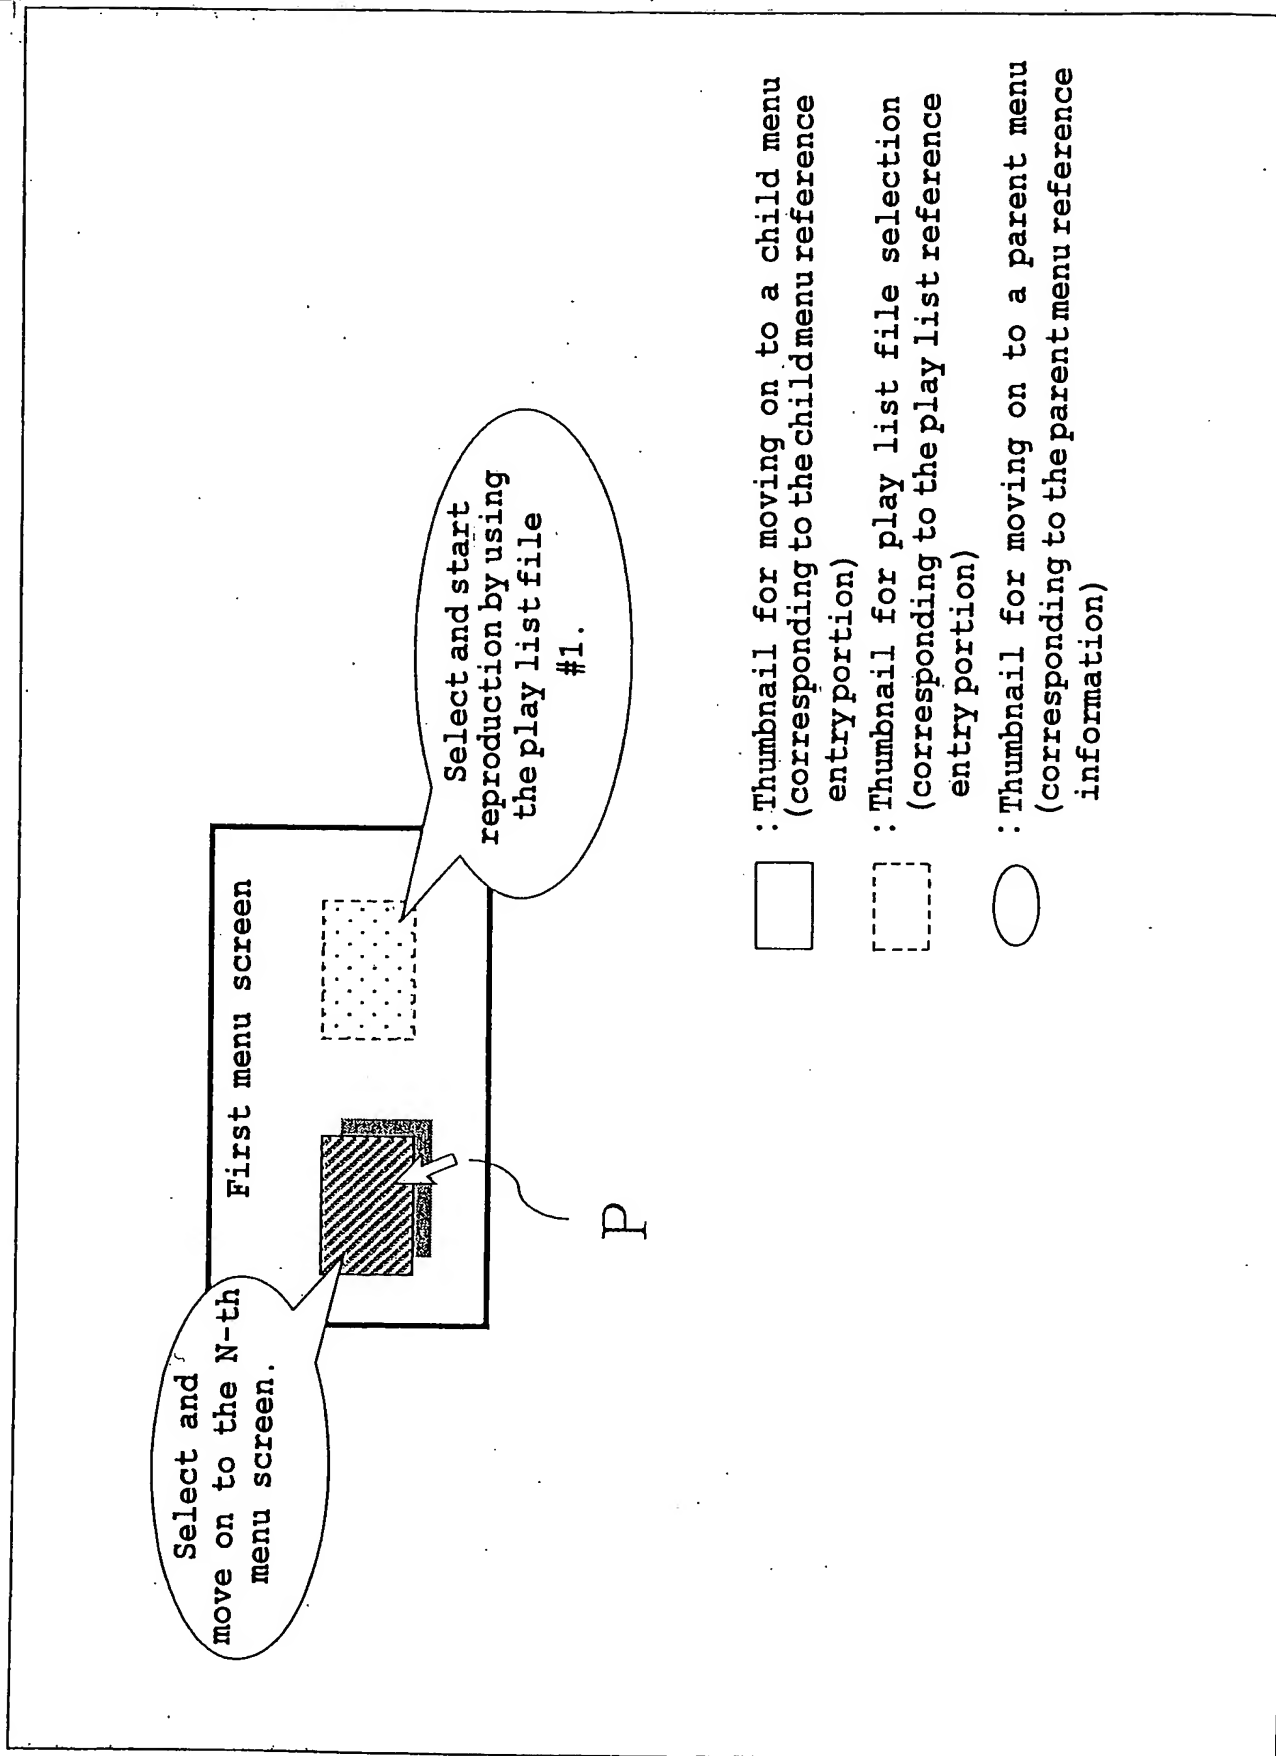 Select and
move on to the N-th
menu screen.
First menu screen
Select and start
reproduction by using
the play list file
#1.
P
: Thumbnail for moving on to a child menu
(corresponding to the child menu reference
entry portion)
: Thumbnail for play list file selection
(corresponding to the play list reference
entry portion)
: Thumbnail for moving on to a parent menu
(corresponding to the parent menu reference
information)